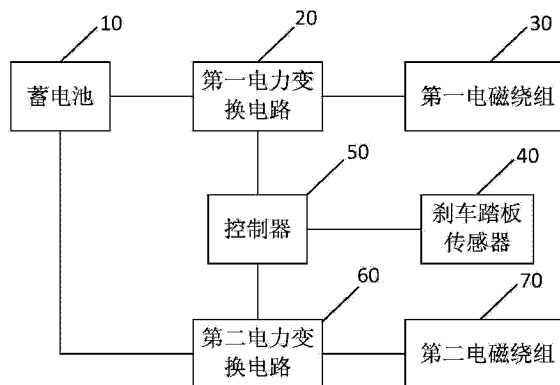 10
20
30
蓄电池
第一电力变
换电路
第一电磁绕组
50
40
控制器
刹车踏板
传感器
60
70
第二电力变
换电路
第二电磁绕组